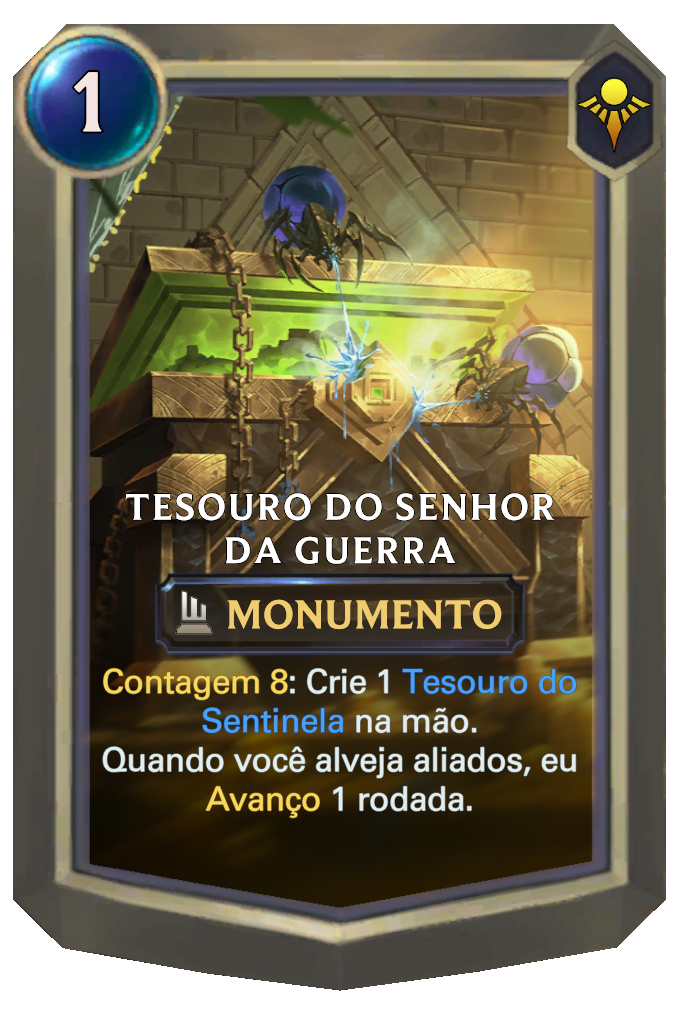 1
TESOURO DO SENHOR
DA GUERRA
MONUMENTO
Contagem 8: Crie 1 Tesouro do
Sentinela na mão.
Quando você alveja aliados, eu
Avanço 1 rodada.